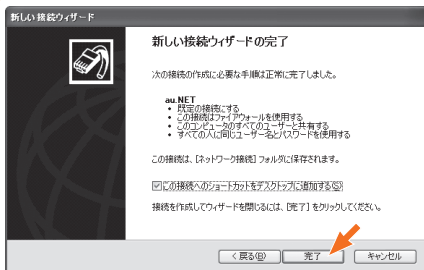 新しい接続ウィザード
新しい接続ウィザードの完了
次の接続の作成に必要な手順は正常に完了しました。
au.NET
• 既定の接続にする
• この接続はファイアウォールを使用する
• このコンピュータのすべてのユーザーと共有する
• すべての人に同じユーザー名とパスワードを使用する
この接続は、[ネットワーク接続] フォルダに保存されます。
この接続へのショートカットをデスクトップに追加する(S)
接続を作成してウィザードを閉じるには、[完了] をクリックしてください。
< 戻る(B)
完了
キャンセル